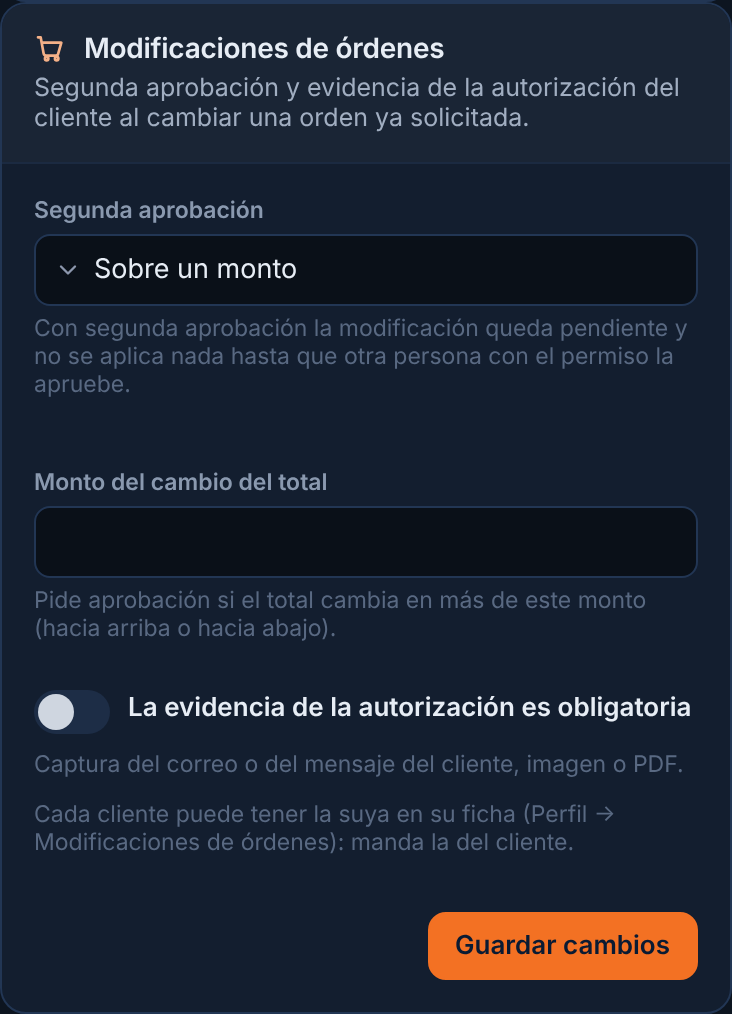 Modificaciones de órdenes
Segunda aprobación y evidencia de la autorización del
cliente al cambiar una orden ya solicitada.
Segunda aprobación
Sobre un monto
Con segunda aprobación la modificación queda pendiente y
no se aplica nada hasta que otra persona con el permiso la
apruebe.
Monto del cambio del total
Pide aprobación si el total cambia en más de este monto
(hacia arriba o hacia abajo).
La evidencia de la autorización es obligatoria
Captura del correo o del mensaje del cliente, imagen o PDF.
Cada cliente puede tener la suya en su ficha (Perfil →
Modificaciones de órdenes): manda la del cliente.
Guardar cambios